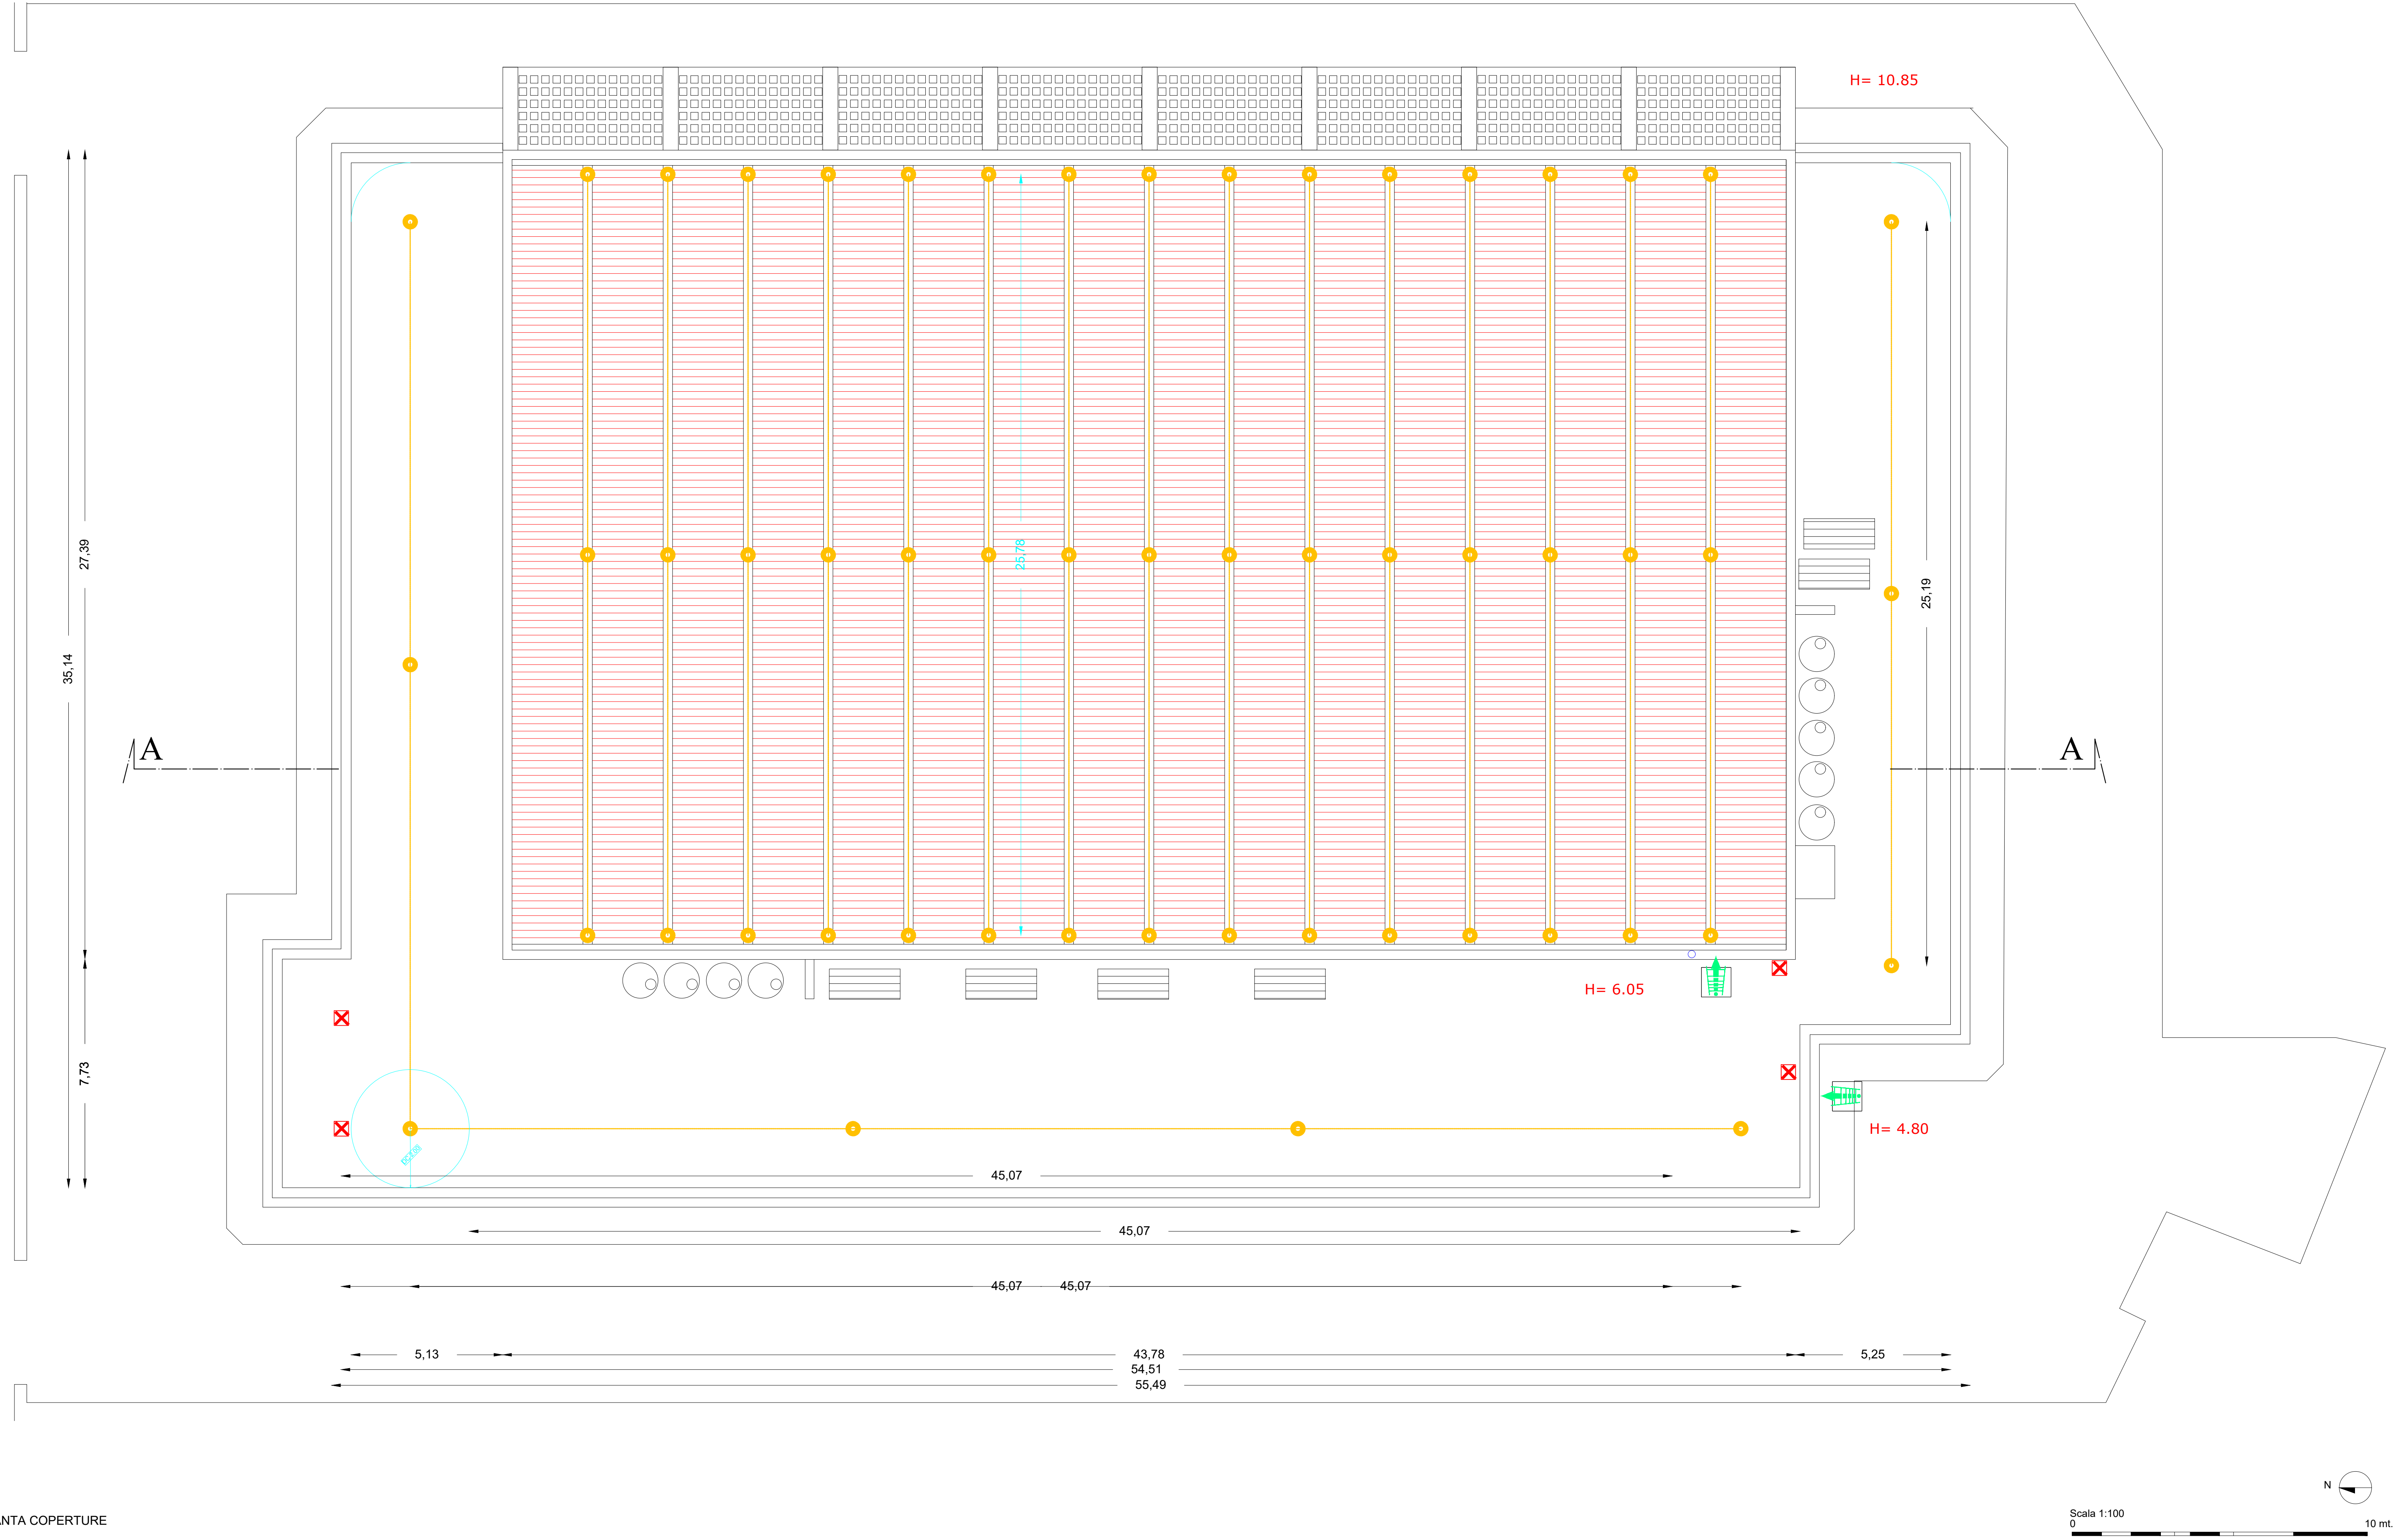 H= 10.85
27,39
35,14
25,78
25,19
A
A
7,73
H= 6.05
H= 4.80
45,07
45,07
45,07
45,07
5,13
43,78
5,25
54,51
55,49
N
ANTA COPERTURE
Scala 1:100
0
10 mt.